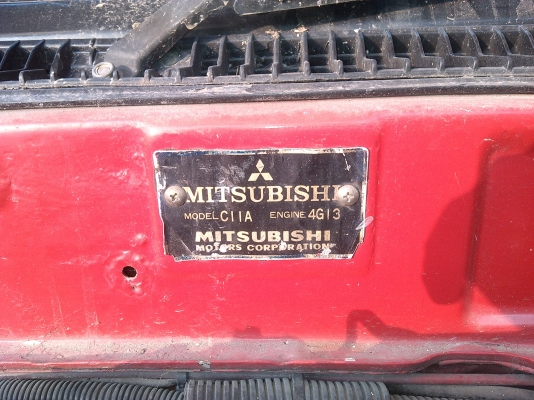 MITSUBISHI
MODEL C11A ENGINE 4G13
MITSUBISHI
MOTORS CORPORATION